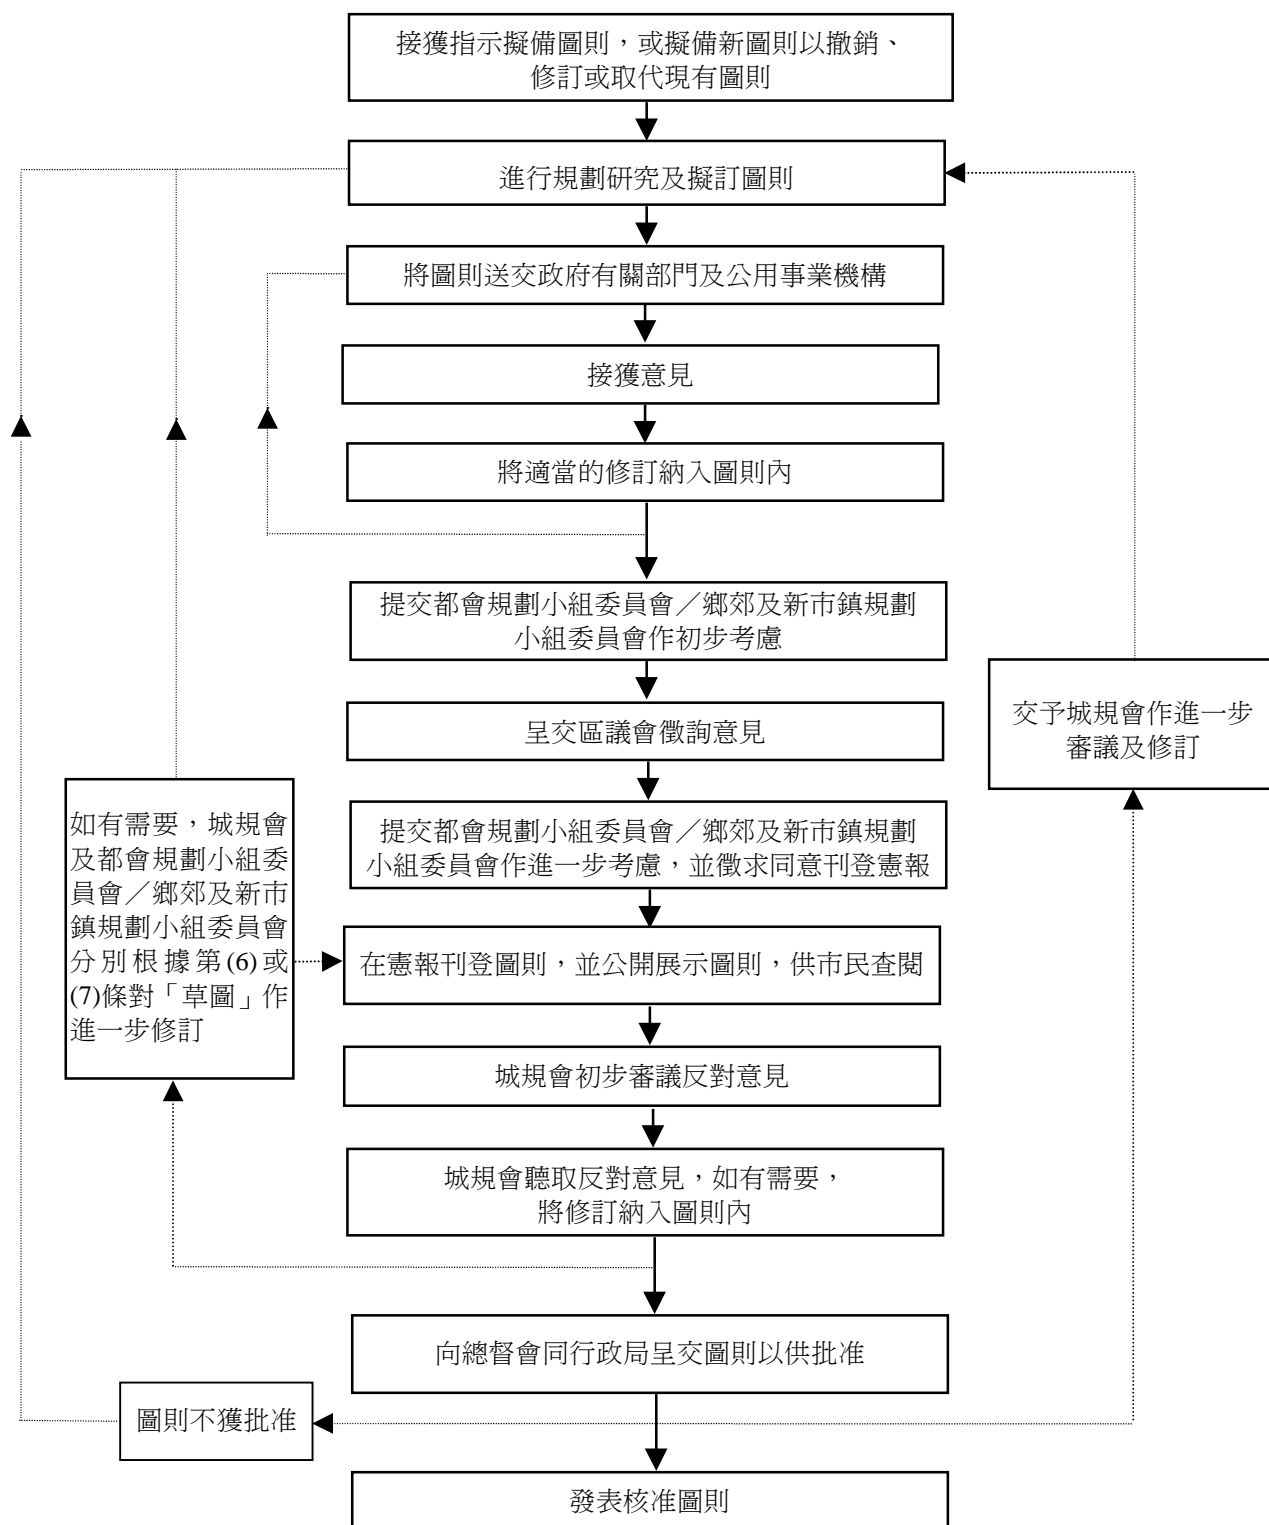 接獲指示擬備圖則，或擬備新圖則以撤銷、
修訂或取代現有圖則
進行規劃研究及擬訂圖則
將圖則送交政府有關部門及公用事業機構
接獲意見
將適當的修訂納入圖則內
提交都會規劃小組委員會／鄉郊及新市鎮規劃
小組委員會作初步考慮
交予城規會作進一步
審議及修訂
呈交區議會徵詢意見
如有需要，城規會
及都會規劃小組委
員會／鄉郊及新市
鎮規劃小組委員會
分別根據第(6)或
(7)條對「草圖」作
進一步修訂
提交都會規劃小組委員會／鄉郊及新市鎮規劃
小組委員會作進一步考慮，並徵求同意刊登憲報
在憲報刊登圖則，並公開展示圖則，供市民查閱
城規會初步審議反對意見
城規會聽取反對意見，如有需要，
將修訂納入圖則內
向總督會同行政局呈交圖則以供批准
圖則不獲批准
發表核准圖則